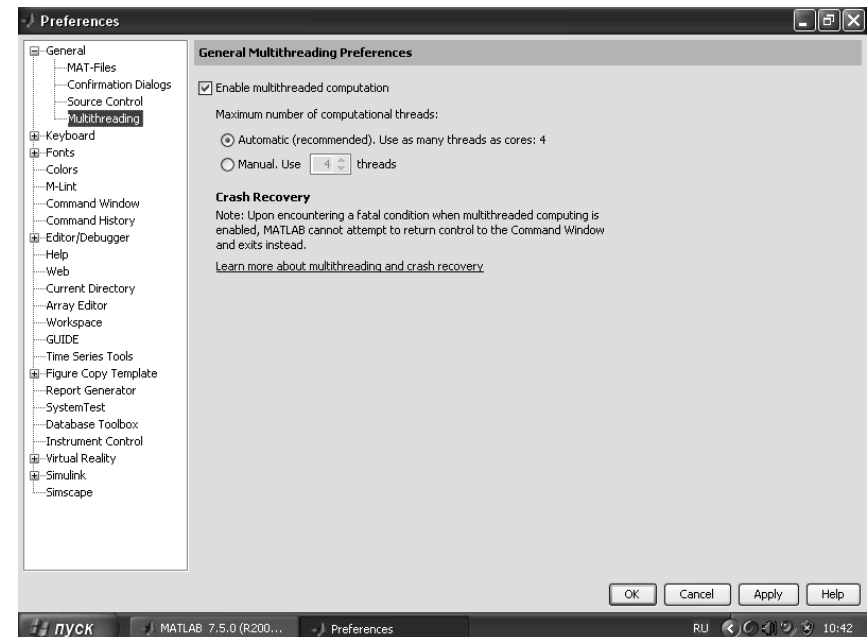 Preferences
General
MAT-Files
Confirmation Dialogs
Source Control
Multithreading
Keyboard
Fonts
Colors
M-Lint
Command Window
Command History
Editor/Debugger
Help
Web
Current Directory
Array Editor
Workspace
GUIDE
Time Series Tools
Figure Copy Template
Report Generator
SystemTest
Database Toolbox
Instrument Control
Virtual Reality
Simulink
Simscape
General Multithreading Preferences
Enable multithreaded computation
Maximum number of computational threads:
Automatic (recommended). Use as many threads as cores: 4
Manual. Use 4 threads
Crash Recovery
Note: Upon encountering a fatal condition when multithreaded computing is
enabled, MATLAB cannot attempt to return control to the Command Window
and exits instead.
Learn more about multithreading and crash recovery
OK Cancel Apply Help
пуск MATLAB 7.5.0 (R200... Preferences RU 10:42